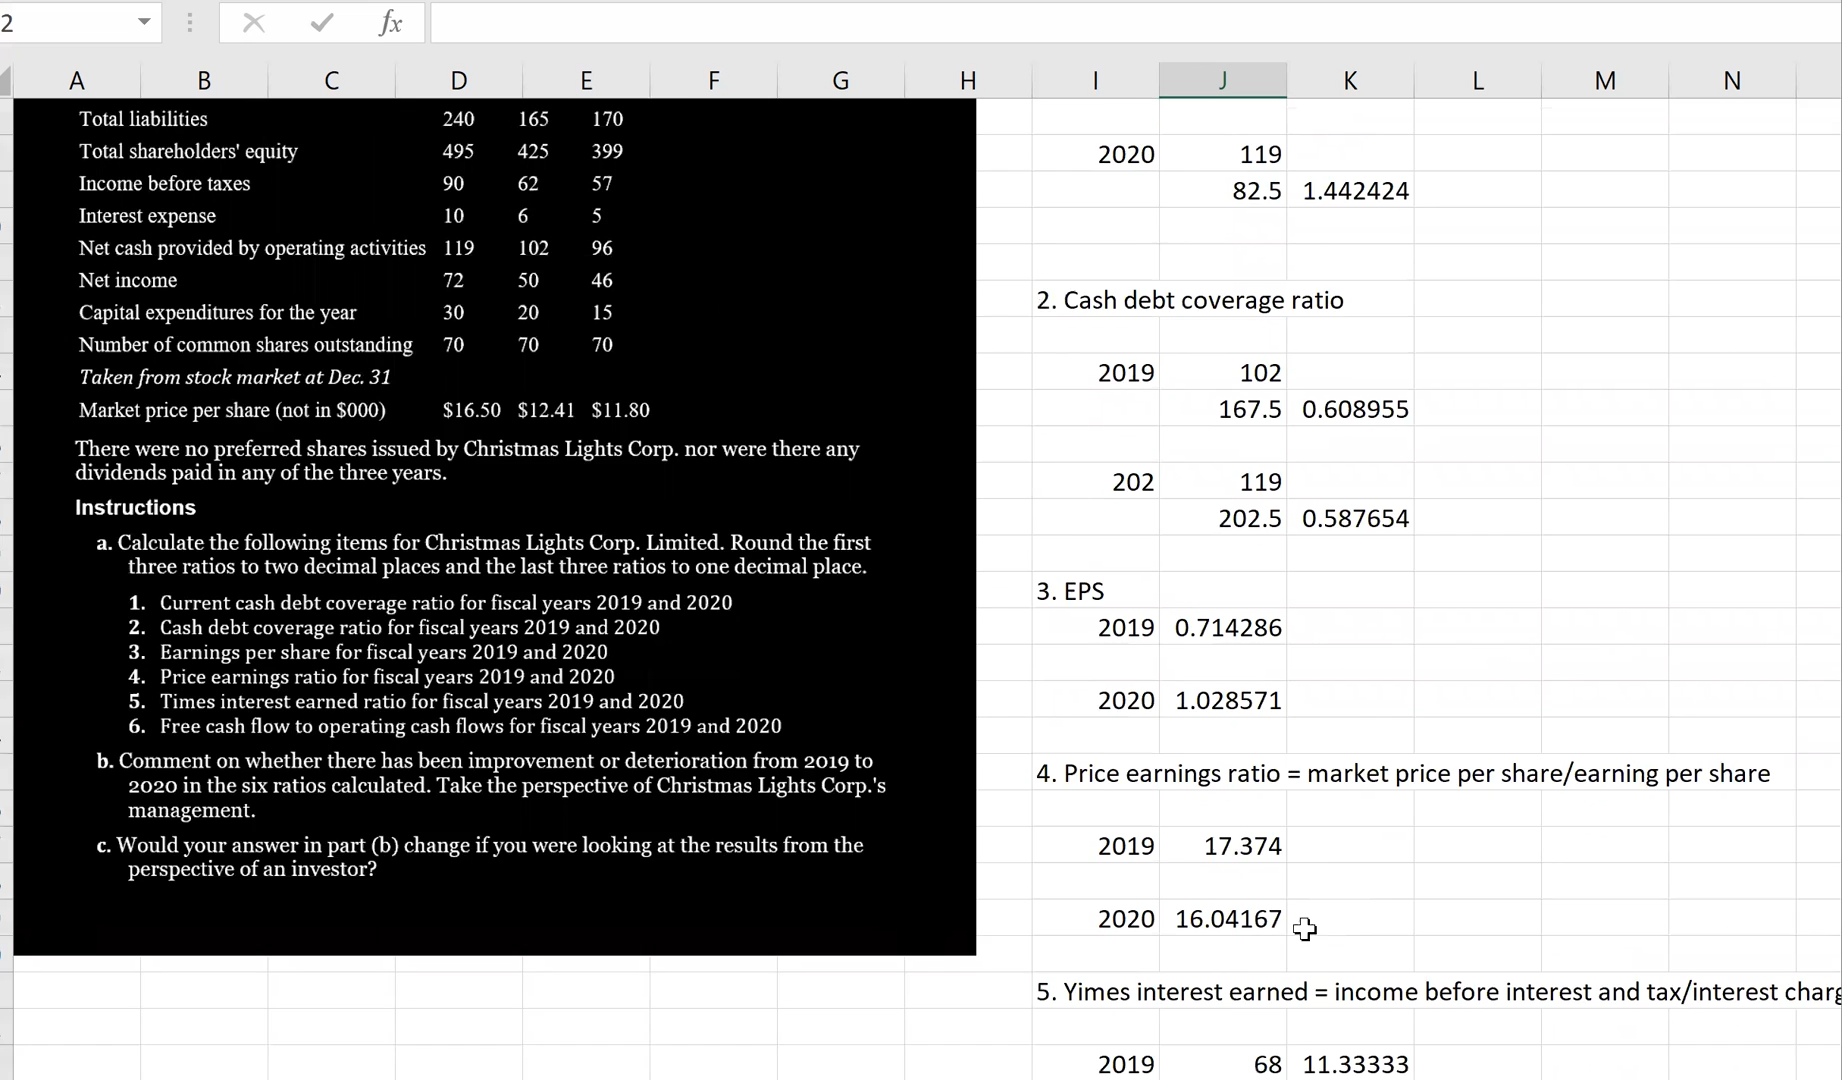 2
fx
A B C D E F G H I J K L M N
Total liabilities 240 165 170
Total shareholders' equity 495 425 399
Income before taxes 90 62 57
Interest expense 10 6 5
Net cash provided by operating activities 119 102 96
Net income 72 50 46
Capital expenditures for the year 30 20 15
Number of common shares outstanding 70 70 70
Taken from stock market at Dec. 31
Market price per share (not in $000) $16.50 $12.41 $11.80
There were no preferred shares issued by Christmas Lights Corp. nor were there any
dividends paid in any of the three years.
Instructions
a. Calculate the following items for Christmas Lights Corp. Limited. Round the first
three ratios to two decimal places and the last three ratios to one decimal place.
1. Current cash debt coverage ratio for fiscal years 2019 and 2020
2. Cash debt coverage ratio for fiscal years 2019 and 2020
3. Earnings per share for fiscal years 2019 and 2020
4. Price earnings ratio for fiscal years 2019 and 2020
5. Times interest earned ratio for fiscal years 2019 and 2020
6. Free cash flow to operating cash flows for fiscal years 2019 and 2020
b. Comment on whether there has been improvement or deterioration from 2019 to
2020 in the six ratios calculated. Take the perspective of Christmas Lights Corp.'s
management.
c. Would your answer in part (b) change if you were looking at the results from the
perspective of an investor?
2020 119
82.5 1.442424
2. Cash debt coverage ratio
2019 102
167.5 0.608955
202 119
202.5 0.587654
3. EPS
2019 0.714286
2020 1.028571
4. Price earnings ratio = market price per share/earning per share
2019 17.374
2020 16.04167
5. Yimes interest earned = income before interest and tax/interest charg
2019 68 11.33333